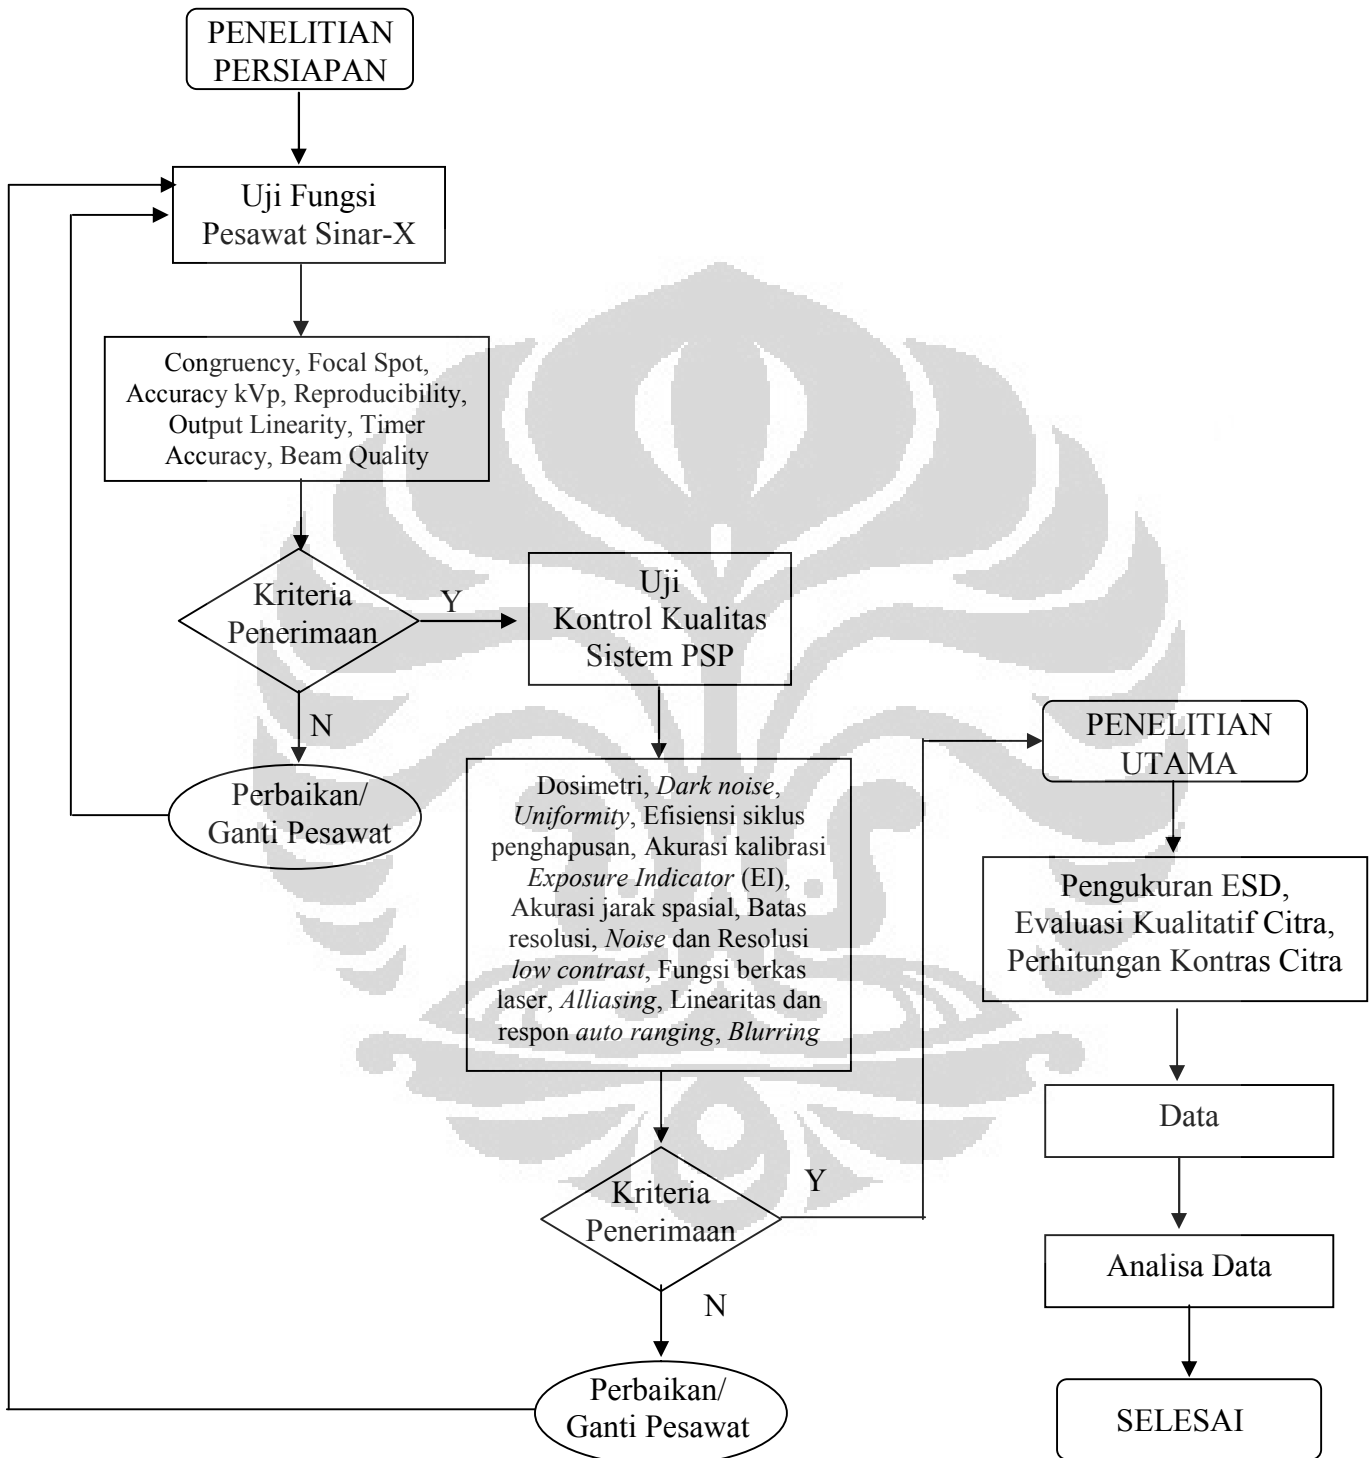 PENELITIAN
PERSIAPAN
Uji Fungsi
Pesawat Sinar-X
Congruency, Focal Spot,
Accuracy kVp, Reproducibility,
Output Linearity, Timer
Accuracy, Beam Quality
Kriteria
Penerimaan
Y
N
Perbaikan/
Ganti Pesawat
Uji
Kontrol Kualitas
Sistem PSP
Dosimetri, Dark noise,
Uniformity, Efisiensi siklus
penghapusan, Akurasi kalibrasi
Exposure Indicator (EI),
Akurasi jarak spasial, Batas
resolusi, Noise dan Resolusi
low contrast, Fungsi berkas
laser, Alliasing, Linearitas dan
respon auto ranging, Blurring
Kriteria
Penerimaan
Y
N
Perbaikan/
Ganti Pesawat
PENELITIAN
UTAMA
Pengukuran ESD,
Evaluasi Kualitatif Citra,
Perhitungan Kontras Citra
Data
Analisa Data
SELESAI